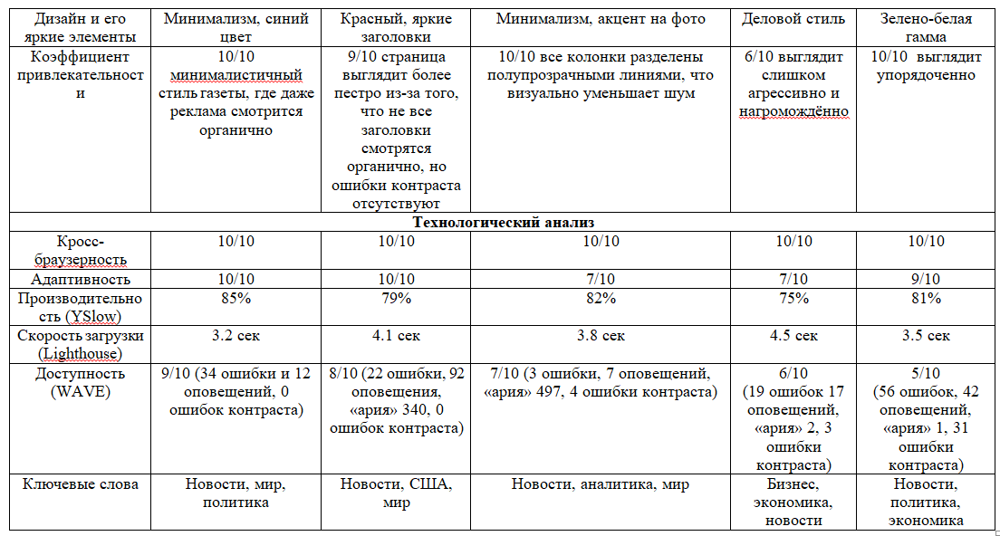 Дизайн и его
яркие элементы
Минимализм, синий
цвет
Красный, яркие
заголовки
Минимализм, акцент на фото
Деловой стиль
Зелено-белая
гамма
Коэффициент
привлекательност
и
10/10
минималистичный
стиль газеты, где даже
реклама смотрится
органично
9/10 страница
выглядит более
пестро из-за того,
что не все
заголовки
смотрятся
органично, но
ошибки контраста
отсутствуют
10/10 все колонки разделены
полупрозрачными линиями, что
визуально уменьшает шум
6/10 выглядит
слишком
агрессивно и
нагромождённо
10/10 выглядит
упорядоченно
Технологический анализ
Кросс-
браузерность
10/10
10/10
10/10
10/10
10/10
Адаптивность
10/10
10/10
7/10
7/10
9/10
Производительно
сть (YSlow)
85%
79%
82%
75%
81%
Скорость загрузки
(Lighthouse)
3.2 сек
4.1 сек
3.8 сек
4.5 сек
3.5 сек
Доступность
(WAVE)
9/10 (34 ошибки и 12
оповещений, 0
ошибок контраста)
8/10 (22 ошибки, 92
оповещения,
«ария» 340, 0
ошибок контраста)
7/10 (3 ошибки, 7 оповещений,
«ария» 497, 4 ошибки контраста)
6/10
(19 ошибок 17
оповещений,
«ария» 2, 3
ошибки
контраста)
5/10
(56 ошибок, 42
оповещений,
«ария» 1, 31
ошибки
контраста)
Ключевые слова
Новости, мир,
политика
Новости, США,
мир
Новости, аналитика, мир
Бизнес,
экономика,
новости
Новости,
политика,
экономика